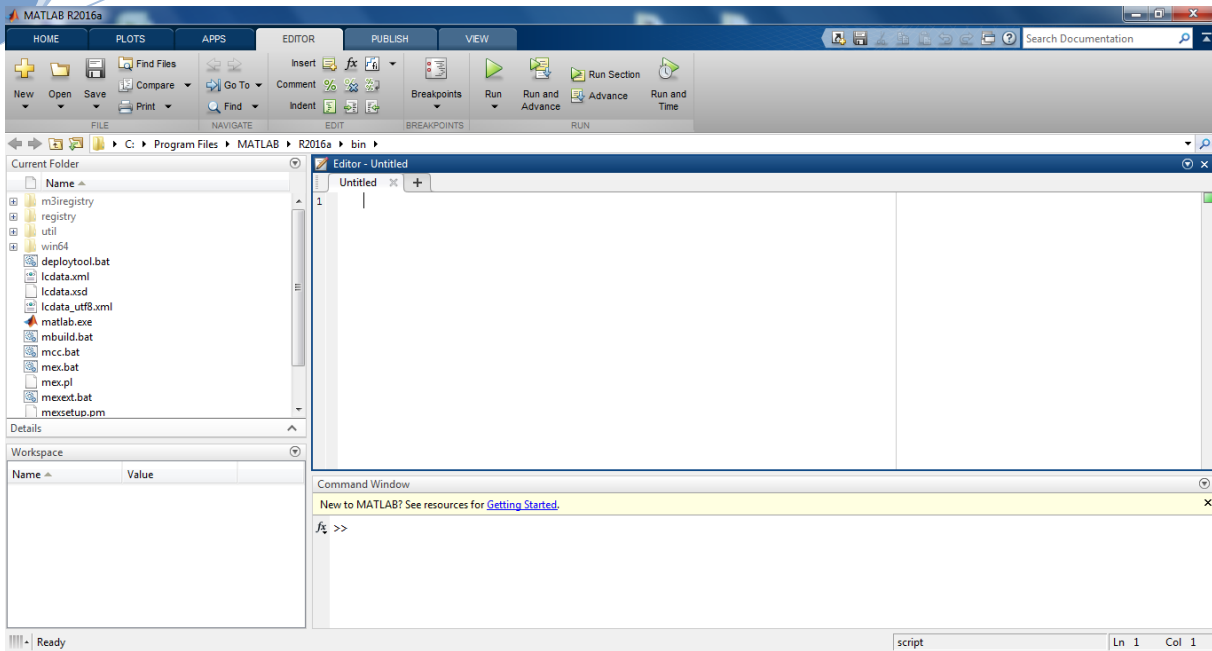 MATLAB R2016a
HOME PLOTS APPS EDITOR PUBLISH VIEW Search Documentation
New Open Save Find Files Compare Print Go To Find Insert fx Comment % Indent Breakpoints Run Run and Advance Run Section Advance Run and Time
FILE NAVIGATE EDIT BREAKPOINTS RUN
C: Program Files MATLAB R2016a bin
Current Folder
Name
m3iregistry
registry
util
win64
deploytool.bat
lcdata.xml
lcdata.xsd
lcdata_utf8.xml
matlab.exe
mbuild.bat
mcc.bat
mex.bat
mex.pl
mexext.bat
mexsetup.pm
Details
Workspace
Name Value
Editor - Untitled
Untitled +
1
Command Window
New to MATLAB? See resources for Getting Started.
fx >>
Ready script Ln 1 Col 1